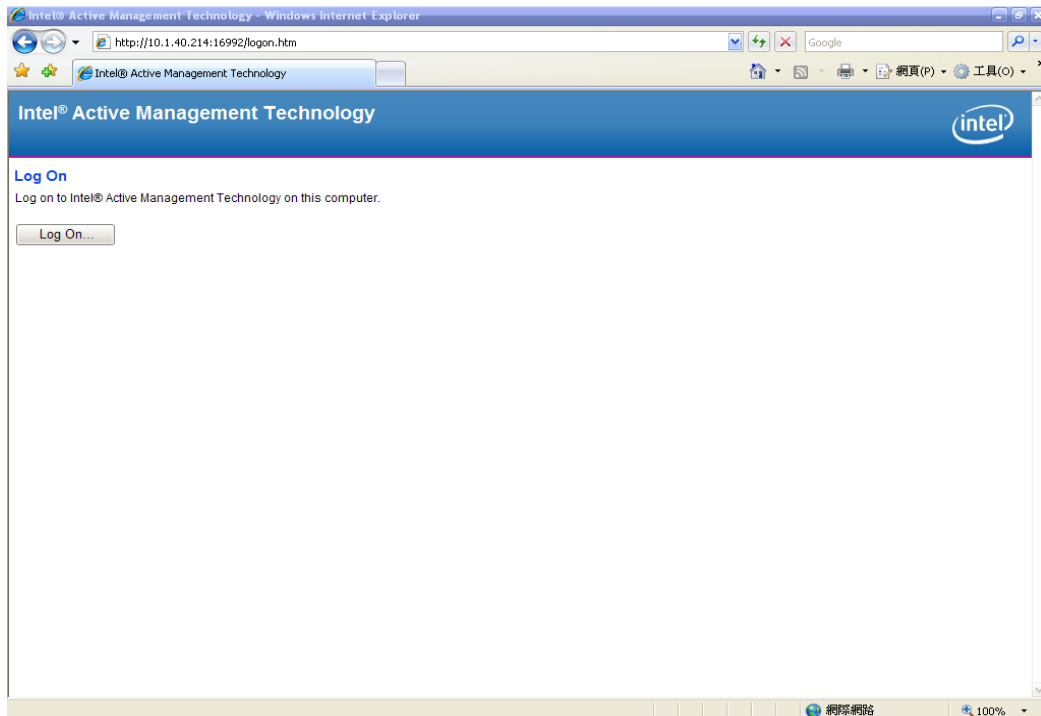 Intel® Active Management Technology - Windows Internet Explorer
http://10.1.40.214:16992/logon.htm
Google
Intel® Active Management Technology
網頁(P)
工具(O)
Intel® Active Management Technology
intel
Log On
Log on to Intel® Active Management Technology on this computer.
Log On...
網際網路
100%